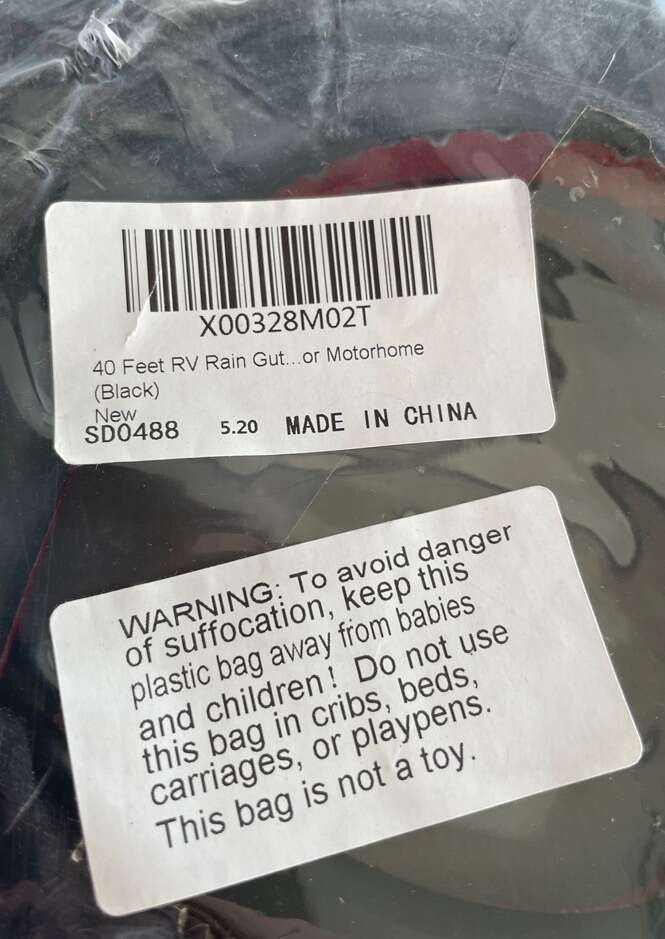 X00328M02T
40 Feet RV Rain Gut...or Motorhome
(Black)
New
SD0488 5.20 MADE IN CHINA
WARNING: To avoid danger
of suffocation, keep this
plastic bag away from babies
and children! Do not use
this bag in cribs, beds,
carriages, or playpens.
This bag is not a toy.